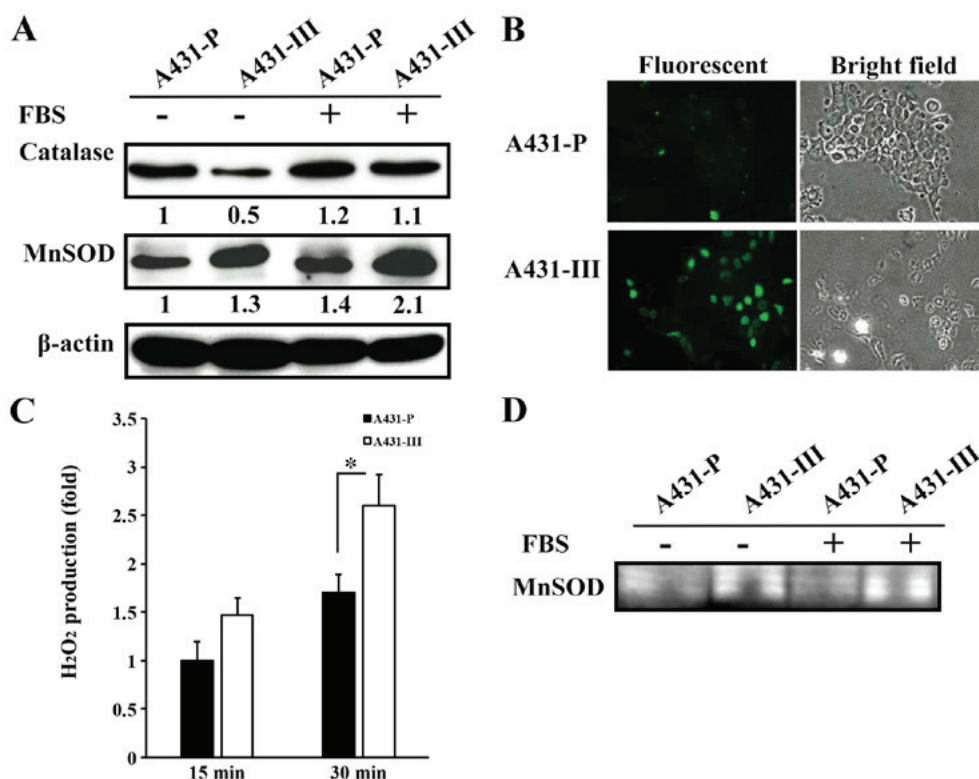 A
A431-P A431-III A431-P A431-III
FBS - - + +
Catalase
1 0.5 1.2 1.1
MnSOD
1 1.3 1.4 2.1
β-actin
B
Fluorescent Bright field
A431-P
A431-III
C
H₂O₂ production (fold)
3.5
3
2.5
2
1.5
1
0.5
0
A431-P
A431-III
*
15 min 30 min
D
A431-P A431-III A431-P A431-III
FBS - - + +
MnSOD